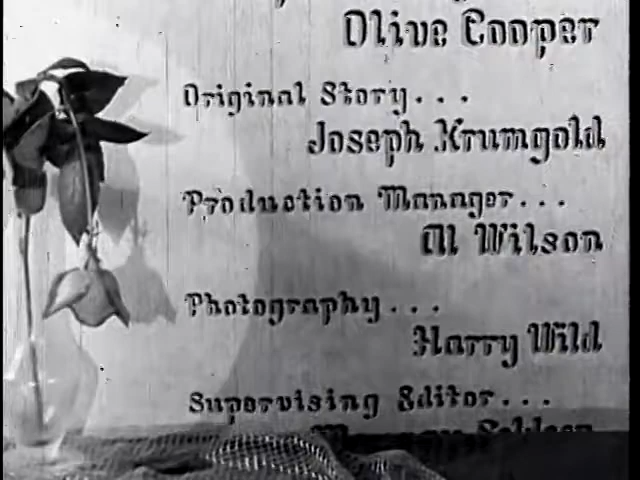 Olive Cooper
Original Story...
Joseph Krumgold
Production Manager...
Al Wilson
Photography...
Harry Wild
Supervising Editor...